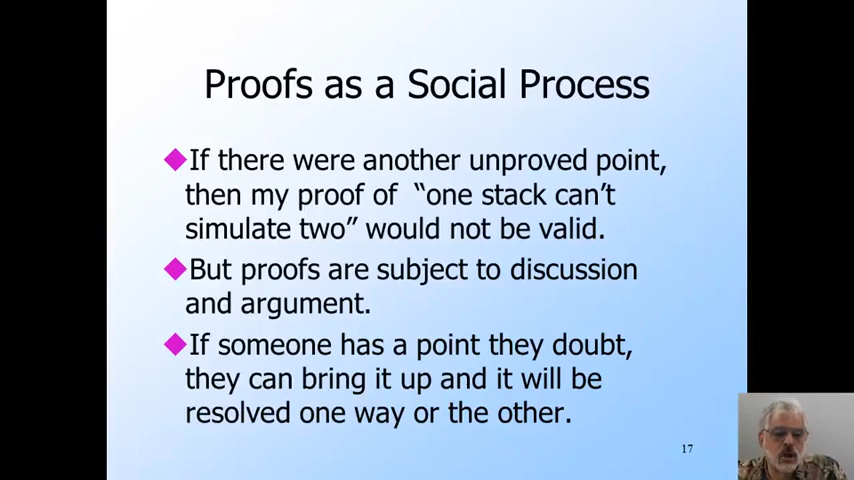 Proofs as a Social Process
If there were another unproved point,
then my proof of “one stack can’t
simulate two” would not be valid.
But proofs are subject to discussion
and argument.
If someone has a point they doubt,
they can bring it up and it will be
resolved one way or the other.
17